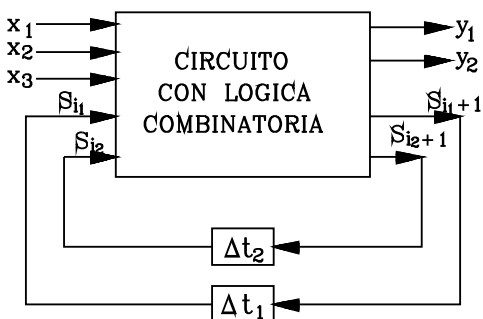 x₁
x₂
x₃
Sᵢ₁
Sᵢ₂
CIRCUITO
CON LOGICA
COMBINATORIA
y₁
y₂
Sᵢ₁₊₁
Sᵢ₂₊₁
Δt₂
Δt₁